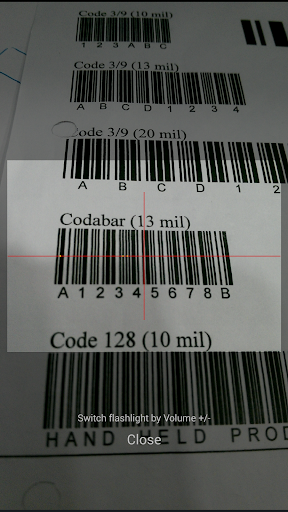 Code 3/9 (10 mil)
1 2 3 A B C
Code 3/9 (13 mil)
A B C D 1 2 3 4
Code 3/9 (20 mil)
A B C D 1 2
Codabar (13 mil)
A 1 2 3 4 5 6 7 8 B
Code 128 (10 mil)
Switch flashlight by Volume +/-
HAND HELD PROD
Close